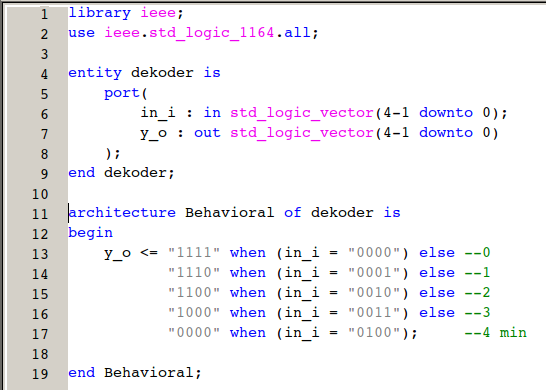 1 library ieee;
2 use ieee.std_logic_1164.all;
3
4 entity dekoder is
5 port(
6 in_i : in std_logic_vector(4-1 downto 0);
7 y_o : out std_logic_vector(4-1 downto 0)
8 );
9 end dekoder;
10
11 architecture Behavioral of dekoder is
12 begin
13 y_o <= "1111" when (in_i = "0000") else --0
14 "1110" when (in_i = "0001") else --1
15 "1100" when (in_i = "0010") else --2
16 "1000" when (in_i = "0011") else --3
17 "0000" when (in_i = "0100"); --4 min
18
19 end Behavioral;